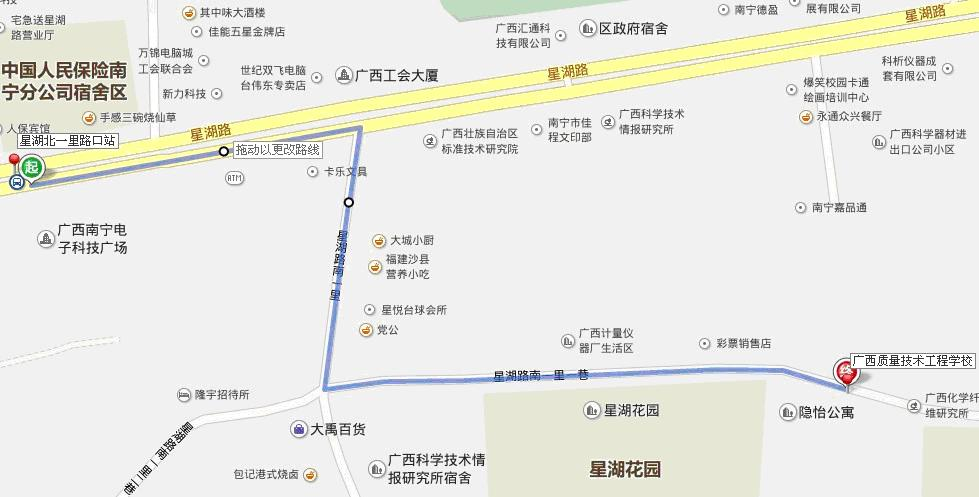 宅急送星湖
路营业厅
其中味大酒楼
佳能五星金牌店
万锦电脑城
工会联合会
新力科技
中国人民保险南
宁分公司宿舍区
手感三碗烧仙草
人保宾馆
星湖北一里路口站
起
世纪双飞电脑
台伟东专卖店
广西工会大厦
广西汇通科
技有限公司
区政府宿舍
南宁德盈
展有限公司
星湖路
星湖路
星湖路
科析仪器成
套有限公司
爆笑校园卡通
绘画培训中心
永通众兴餐厅
广西科学器材进
出口公司小区
广西科学技术
情报研究所
南宁市佳
程文印部
广西壮族自治区
标准技术研究院
拖动以更改路线
卡乐文具
ATM
广西南宁电
子科技广场
南宁嘉品通
大城小厨
福建沙县
营养小吃
星湖路南一里
星悦台球会所
党公
广西计量仪
器厂生活区
彩票销售店
广西质量技术工程学校
终
星湖路南一里一巷
隆宇招待所
大禹百货
星湖花园
隐怡公寓
广西化学纤
维研究所
星湖路南一里二巷
包记港式烧卤
广西科学技术情
报研究所宿舍
星湖花园